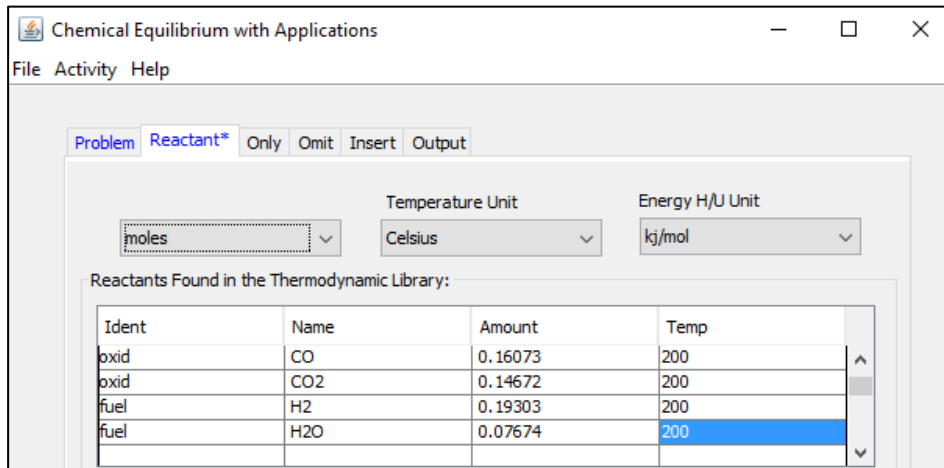 Chemical Equilibrium with Applications
File Activity Help
Problem Reactant* Only Omit Insert Output
Temperature Unit Energy H/U Unit
moles Celsius kj/mol
Reactants Found in the Thermodynamic Library:
Ident Name Amount Temp
oxid CO 0.16073 200
oxid CO2 0.14672 200
fuel H2 0.19303 200
fuel H2O 0.07674 200